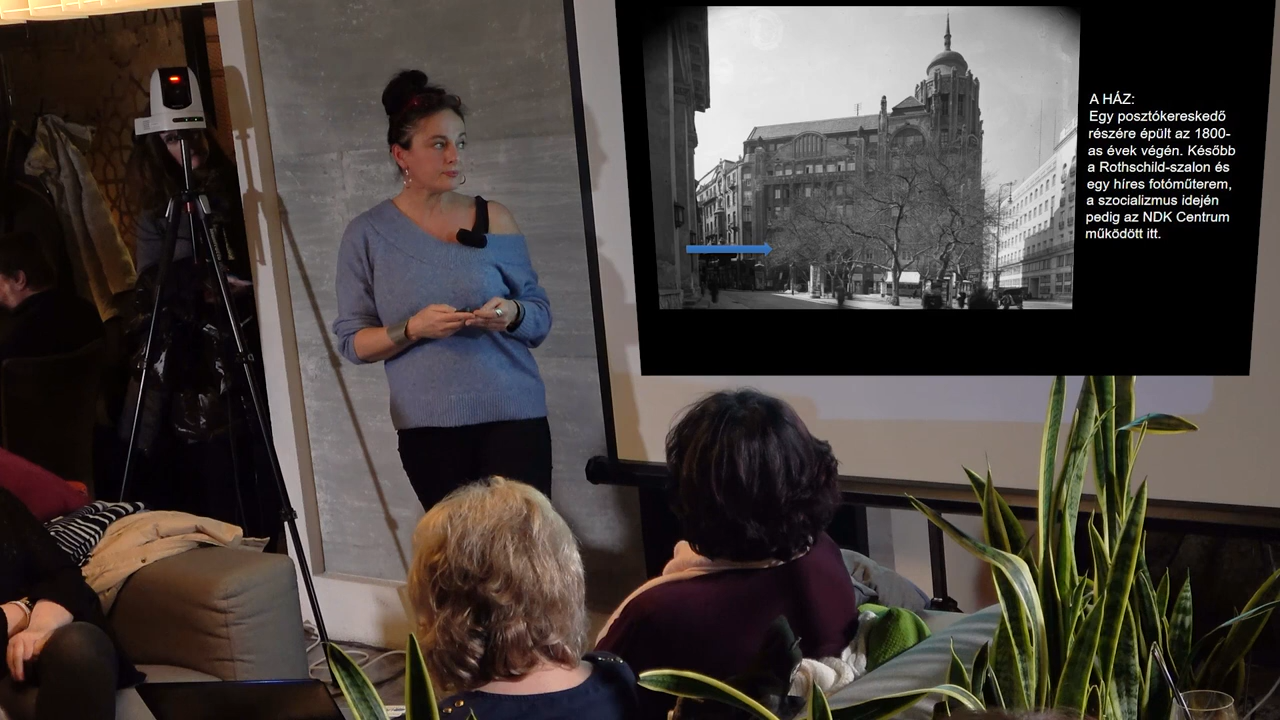 A HÁZ:
Egy posztókereskedő
részére épült az 1800-
as évek végén. Később
a Rothschild-szalon és
egy híres fotóműterem,
a szocializmus idején
pedig az NDK Centrum
működött itt.